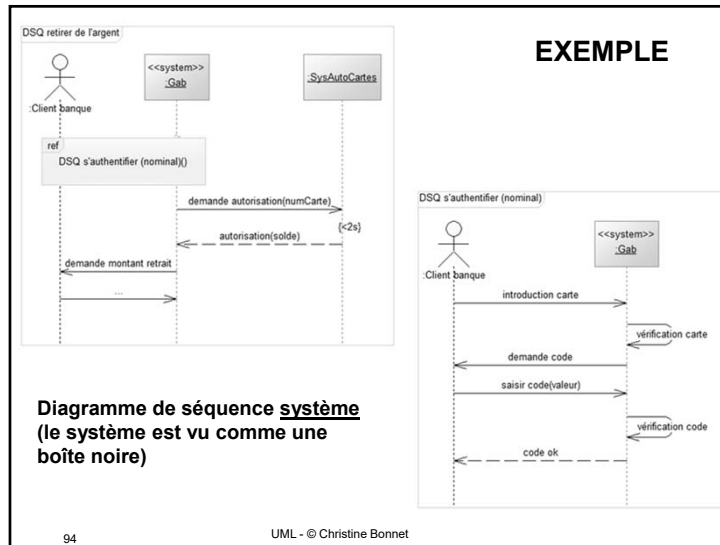 DSQ retirer de l'argent
EXEMPLE
<<system>>
:Gab
:SysAutoCartes
:Client banque
ref
DSQ s'authentifier (nominal)()
demande autorisation(numCarte)
{<2s}
autorisation(solde)
demande montant retrait
...
DSQ s'authentifier (nominal)
<<system>>
:Gab
:Client banque
introduction carte
vérification carte
demande code
saisir code(valeur)
vérification code
code ok
Diagramme de séquence système
(le système est vu comme une
boîte noire)
94
UML - © Christine Bonnet